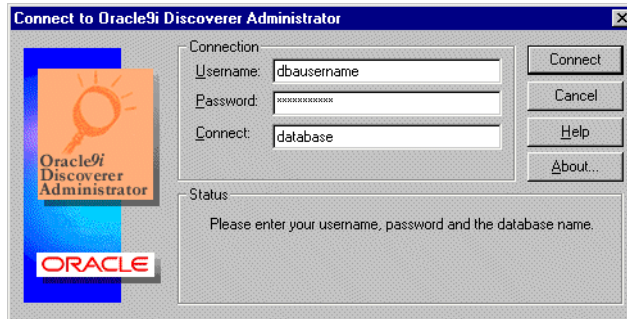 Connect to Oracle9i Discoverer Administrator
Connection
Username: dbausername
Password: ***********
Connect: database
Connect
Cancel
Help
About...
Oracle9i
Discoverer
Administrator
ORACLE
Status
Please enter your username, password and the database name.